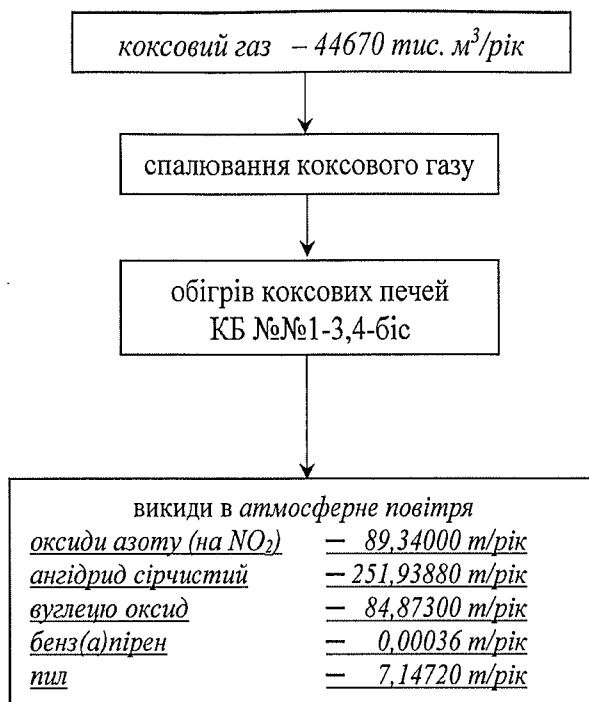 коксовий газ – 44670 тис. м³/рік
спалювання коксового газу
обігрів коксових печей
КБ №№1-3,4-біс
викиди в атмосферне повітря
оксиди азоту (на NO₂) – 89,34000 т/рік
ангідрид сірчистий – 251,93880 т/рік
вуглецю оксид – 84,87300 т/рік
бенз(а)пірен – 0,00036 т/рік
пил – 7,14720 т/рік